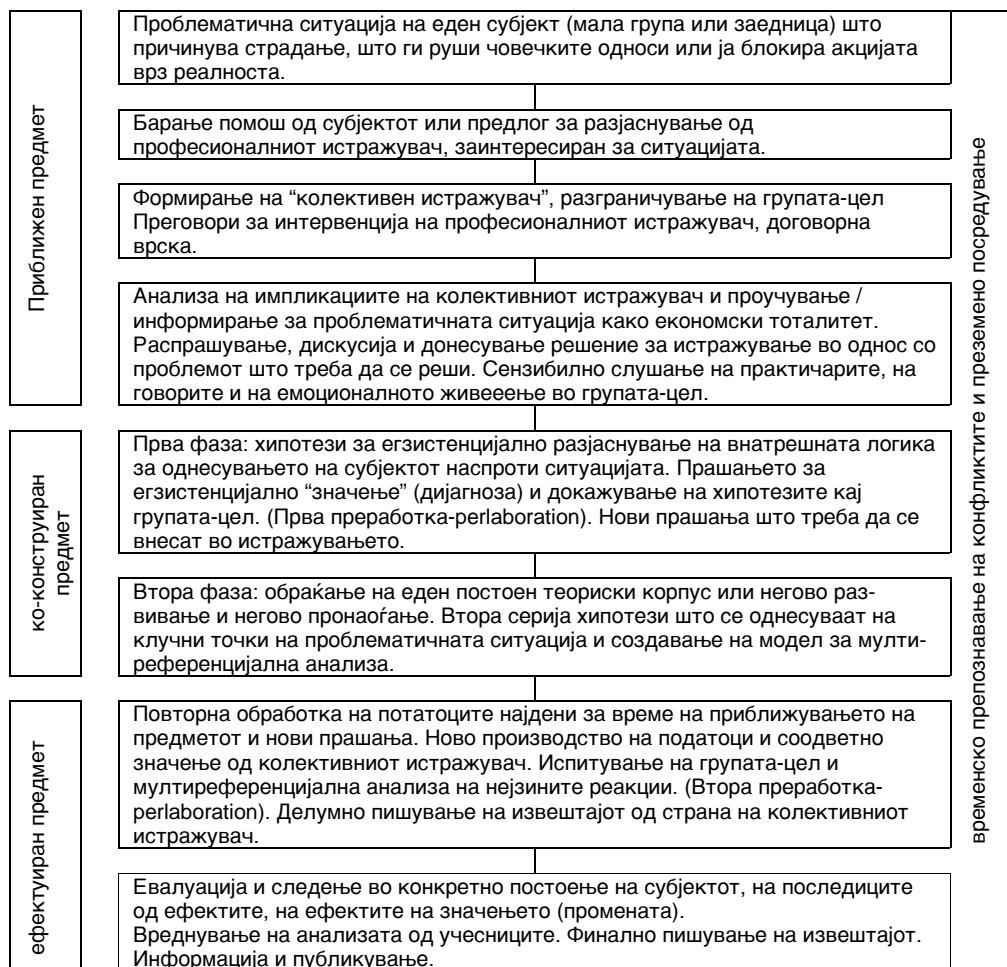 Приближен предмет
Проблематична ситуација на еден субјект (мала група или заедница) што
причинува страдање, што ги руши човечките односи или ја блокира акцијата
врз реалноста.
Барање помош од субјектот или предлог за разјаснување од
професионалниот истражувач, заинтересиран за ситуацијата.
Формирање на “колективен истражувач”, разграничување на групата-цел
Преговори за интервенција на професионалниот истражувач, договорна
врска.
Анализа на импликациите на колективниот истражувач и проучување /
информирање за проблематичната ситуација како економски тоталитет.
Распрашување, дискусија и донесување решение за истражување во однос со
проблемот што треба да се реши. Сензибилно слушање на практичарите, на
говорите и на емоционалното живееење во групата-цел.
ко-конструиран
предмет
Прва фаза: хипотези за егзистенцијално разјаснување на внатрешната логика
за однесувањето на субјектот наспроти ситуацијата. Прашањето за
егзистенцијално “значење” (дијагноза) и докажување на хипотезите кај
групата-цел. (Прва преработка-perlaboration). Нови прашања што треба да се
внесат во истражувањето.
Втора фаза: обраќање на еден постоен теориски корпус или негово раз-
вивање и негово пронаоѓање. Втора серија хипотези што се однесуваат на
клучни точки на проблематичната ситуација и создавање на модел за мулти-
референцијална анализа.
ефектуиран предмет
Повторна обработка на потатоците најдени за време на приближувањето на
предметот и нови прашања. Ново производство на податоци и соодветно
значење од колективниот истражувач. Испитување на групата-цел и
мултиреференцијална анализа на нејзините реакции. (Втора преработка-
perlaboration). Делумно пишување на извештајот од страна на колективниот
истражувач.
Евалуација и следење во конкретно постоење на субјектот, на последиците
од ефектите, на ефектите на значењето (промената).
Вреднување на анализата од учесниците. Финално пишување на извештајот.
Информација и публикување.
временско препознавање на конфликтите и преземено посредување